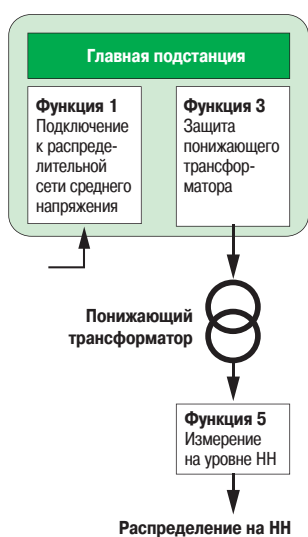 Главная подстанция
Функция 1
Подключение
к распреде-
лительной
сети среднего
напряжения
Функция 3
Защита
понижающего
трансфор-
матора
Понижающий
трансформатор
Функция 5
Измерение
на уровне НН
Распределение на НН